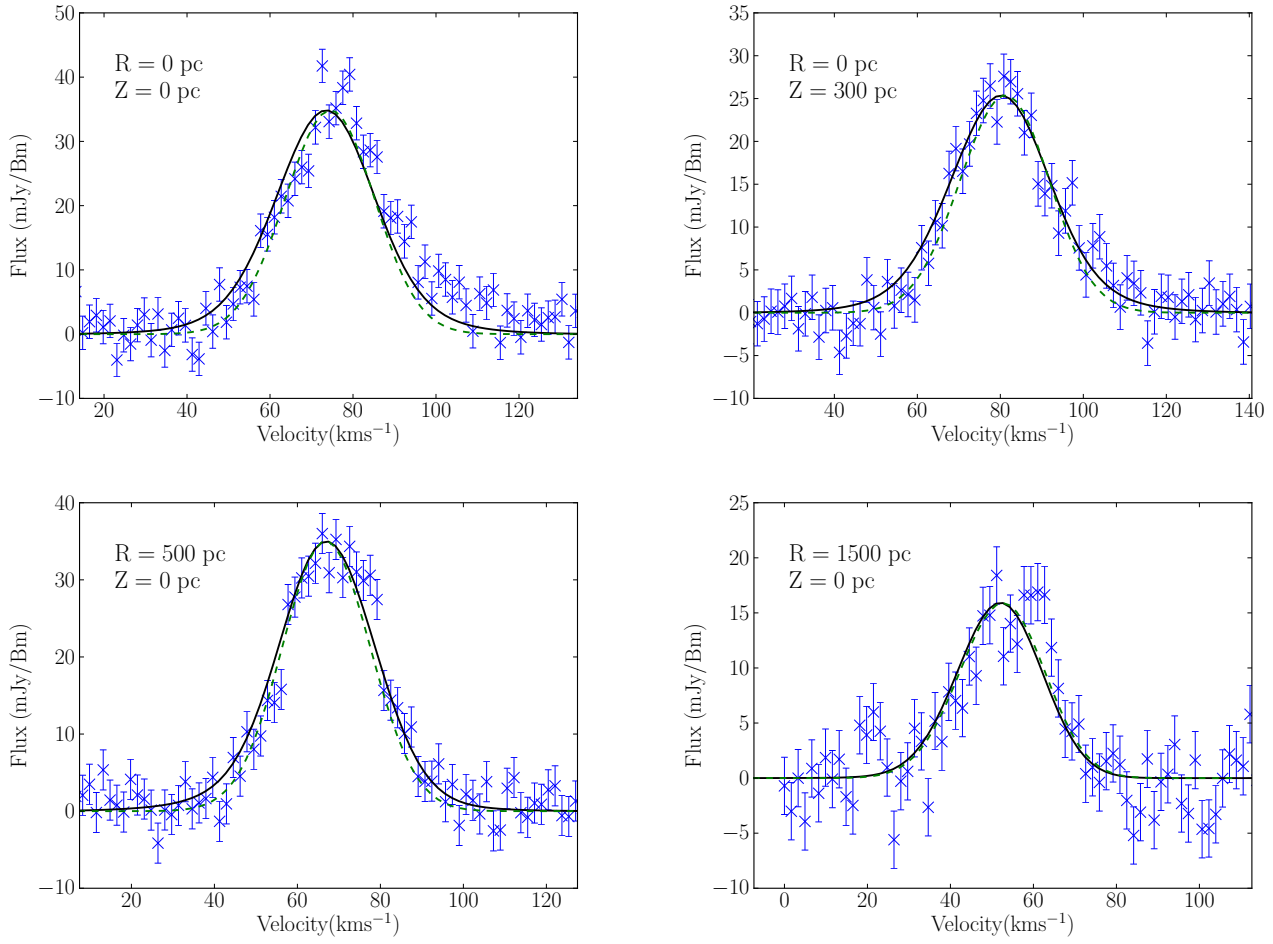 50
40
30
20
10
0
−10
Flux (mJy/Bm)
R = 0 pc
Z = 0 pc
20 40 60 80 100 120
Velocity(kms⁻¹)
35
30
25
20
15
10
5
0
−5
−10
Flux (mJy/Bm)
R = 0 pc
Z = 300 pc
40 60 80 100 120 140
Velocity(kms⁻¹)
40
30
20
10
0
−10
Flux (mJy/Bm)
R = 500 pc
Z = 0 pc
20 40 60 80 100 120
Velocity(kms⁻¹)
25
20
15
10
5
0
−5
−10
Flux (mJy/Bm)
R = 1500 pc
Z = 0 pc
0 20 40 60 80 100
Velocity(kms⁻¹)